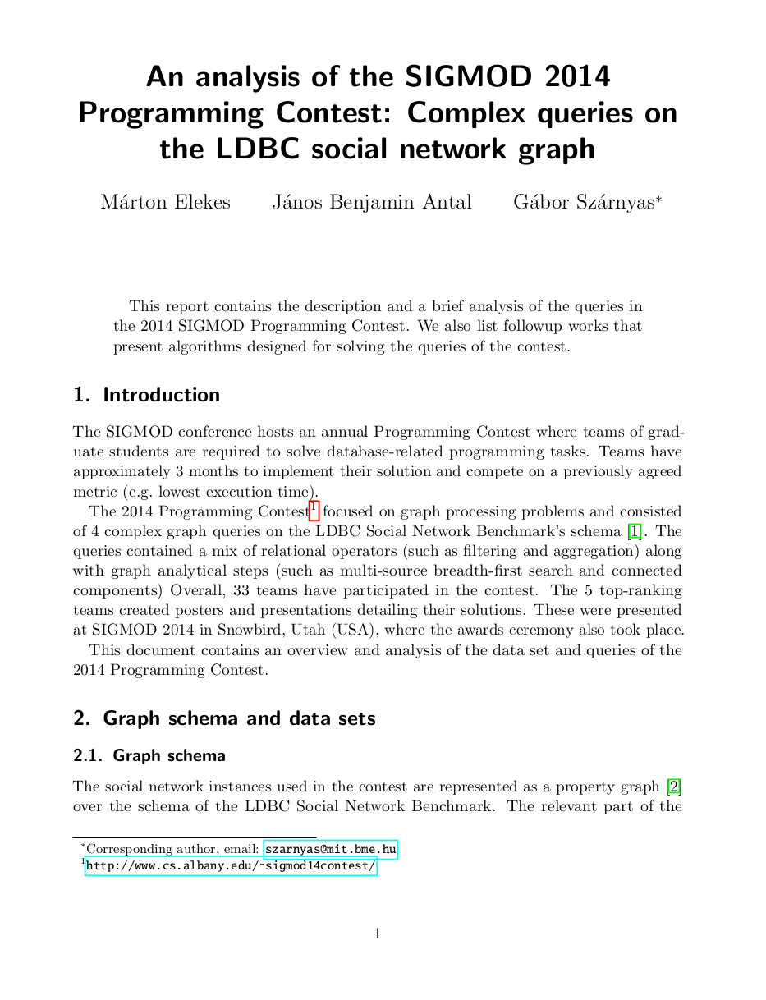 An analysis of the SIGMOD 2014
Programming Contest: Complex queries on
the LDBC social network graph
Márton Elekes János Benjamin Antal Gábor Szárnyas*
This report contains the description and a brief analysis of the queries in
the 2014 SIGMOD Programming Contest. We also list followup works that
present algorithms designed for solving the queries of the contest.
1. Introduction
The SIGMOD conference hosts an annual Programming Contest where teams of grad-
uate students are required to solve database-related programming tasks. Teams have
approximately 3 months to implement their solution and compete on a previously agreed
metric (e.g. lowest execution time).
The 2014 Programming Contest1 focused on graph processing problems and consisted
of 4 complex graph queries on the LDBC Social Network Benchmark's schema [1]. The
queries contained a mix of relational operators (such as filtering and aggregation) along
with graph analytical steps (such as multi-source breadth-first search and connected
components) Overall, 33 teams have participated in the contest. The 5 top-ranking
teams created posters and presentations detailing their solutions. These were presented
at SIGMOD 2014 in Snowbird, Utah (USA), where the awards ceremony also took place.
This document contains an overview and analysis of the data set and queries of the
2014 Programming Contest.
2. Graph schema and data sets
2.1. Graph schema
The social network instances used in the contest are represented as a property graph [2]
over the schema of the LDBC Social Network Benchmark. The relevant part of the
*Corresponding author, email: szarnyas@mit.bme.hu
1http://www.cs.albany.edu/~sigmod14contest/
1